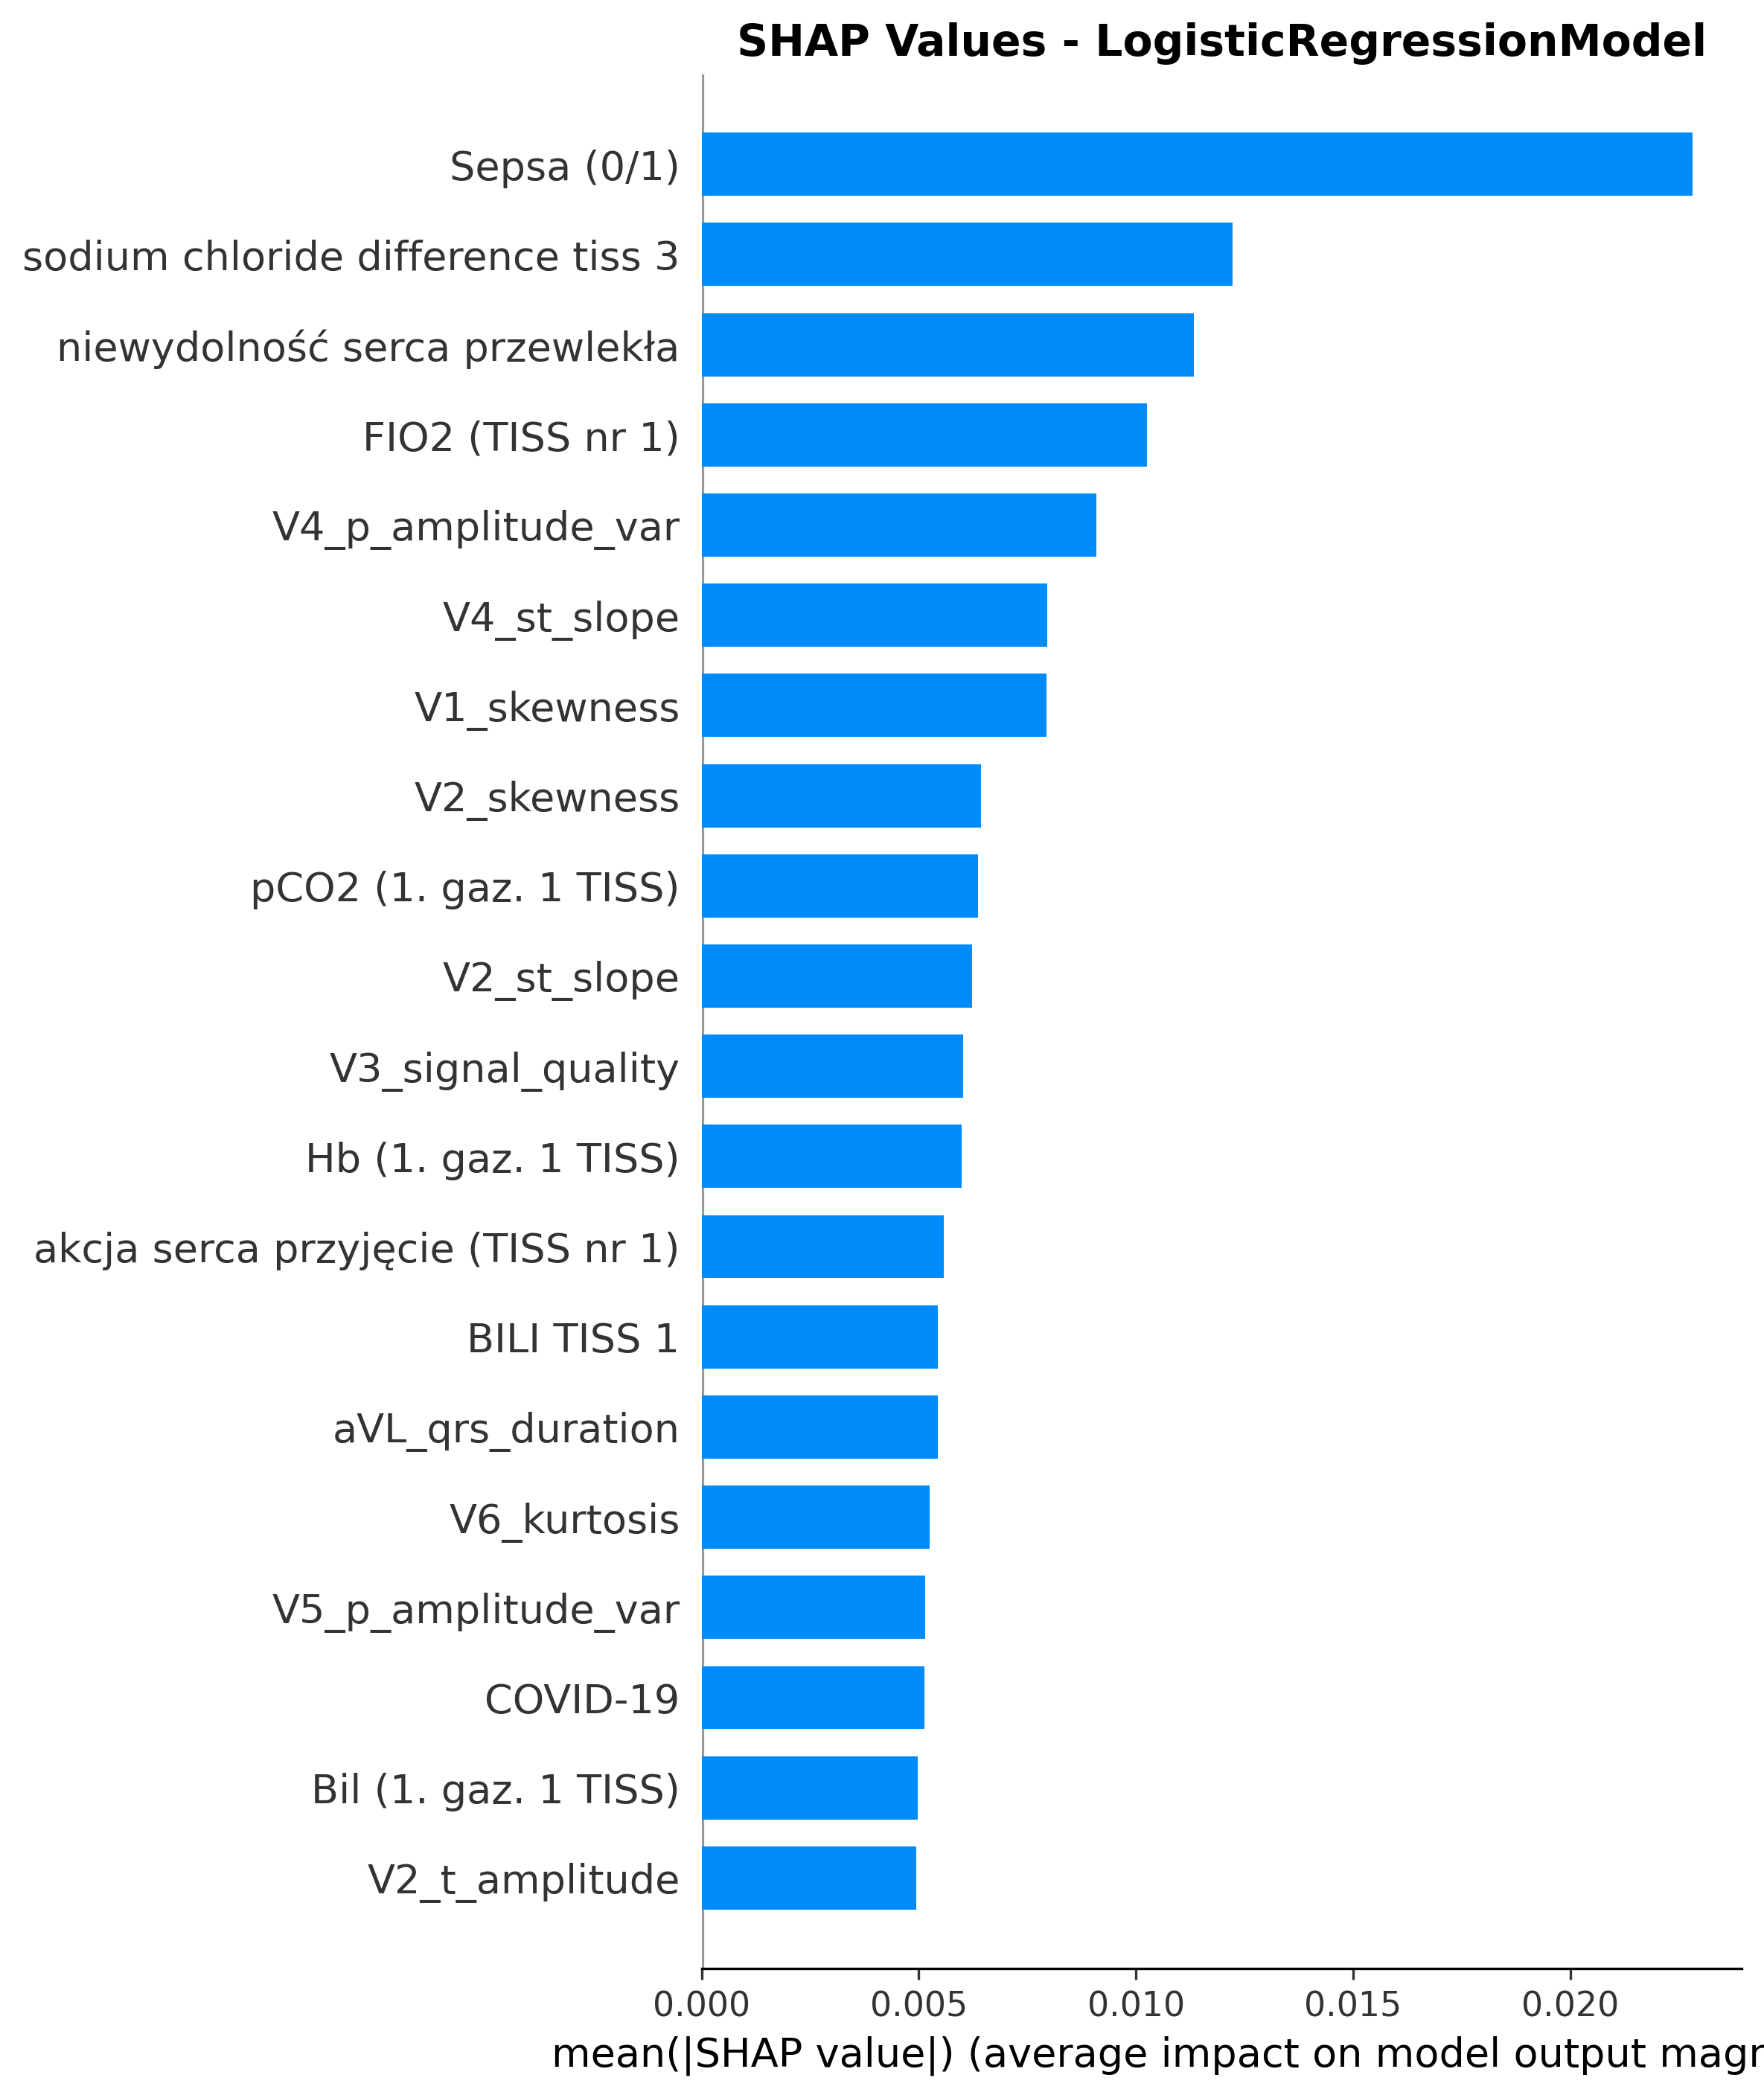 SHAP Values - LogisticRegressionModel
Sepsa (0/1)
sodium chloride difference tiss 3
niewydolność serca przewlekła
FIO2 (TISS nr 1)
V4_p_amplitude_var
V4_st_slope
V1_skewness
V2_skewness
pCO2 (1. gaz. 1 TISS)
V2_st_slope
V3_signal_quality
Hb (1. gaz. 1 TISS)
akcja serca przyjęcie (TISS nr 1)
BILI TISS 1
aVL_qrs_duration
V6_kurtosis
V5_p_amplitude_var
COVID-19
Bil (1. gaz. 1 TISS)
V2_t_amplitude
0.000 0.005 0.010 0.015 0.020
mean(|SHAP value|) (average impact on model output magn